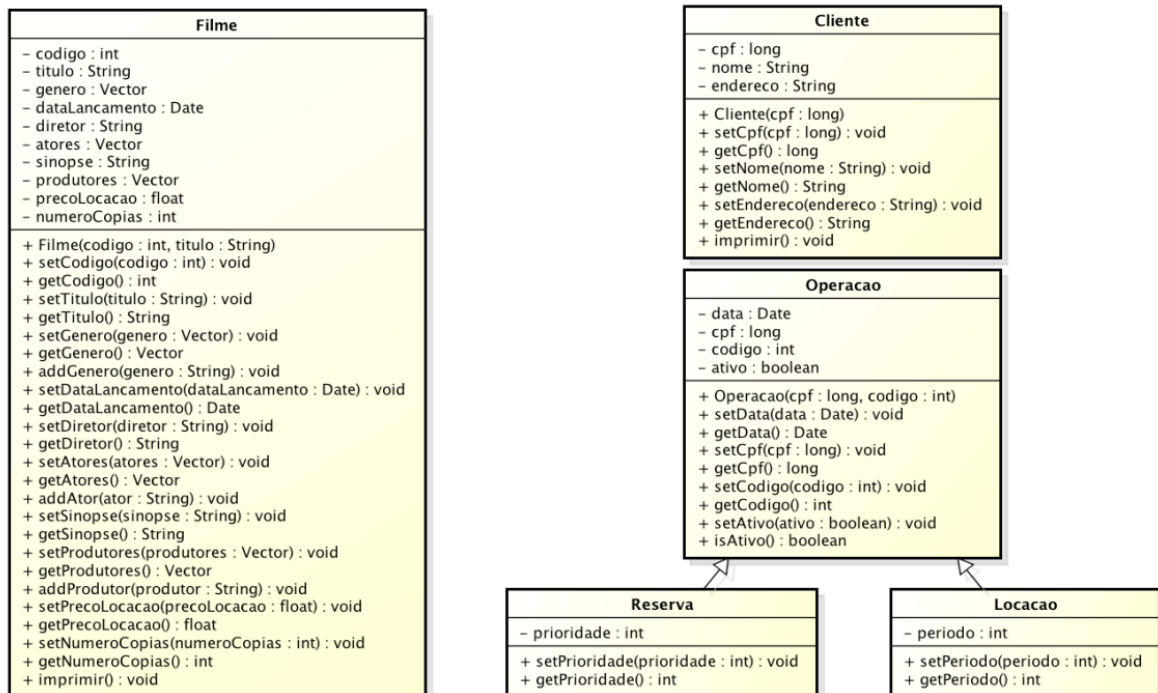 Filme
- codigo : int
- titulo : String
- genero : Vector
- dataLancamento : Date
- diretor : String
- atores : Vector
- sinopse : String
- produtores : Vector
- precoLocacao : float
- numeroCopias : int
+ Filme(codigo : int, titulo : String)
+ setCodigo(codigo : int) : void
+ getCodigo() : int
+ setTitulo(titulo : String) : void
+ getTitulo() : String
+ setGenero(genero : Vector) : void
+ getGenero() : Vector
+ addGenero(genero : String) : void
+ setDataLancamento(dataLancamento : Date) : void
+ getDataLancamento() : Date
+ setDiretor(diretor : String) : void
+ getDiretor() : String
+ setAtores(atores : Vector) : void
+ getAtores() : Vector
+ addAtor(ator : String) : void
+ setSinopse(sinopse : String) : void
+ getSinopse() : String
+ setProdutores(produtores : Vector) : void
+ getProdutores() : Vector
+ addProdutor(produtor : String) : void
+ setPrecoLocacao(precoLocacao : float) : void
+ getPrecoLocacao() : float
+ setNumeroCopias(numeroCopias : int) : void
+ getNumeroCopias() : int
+ imprimir() : void
Cliente
- cpf : long
- nome : String
- endereco : String
+ Cliente(cpf : long)
+ setCpf(cpf : long) : void
+ getCpf() : long
+ setNome(nome : String) : void
+ getNome() : String
+ setEndereco(endereco : String) : void
+ getEndereco() : String
+ imprimir() : void
Operacao
- data : Date
- cpf : long
- codigo : int
- ativo : boolean
+ Operacao(cpf : long, codigo : int)
+ setData(data : Date) : void
+ getData() : Date
+ setCpf(cpf : long) : void
+ getCpf() : long
+ setCodigo(codigo : int) : void
+ getCodigo() : int
+ setAtivo(ativo : boolean) : void
+ isAtivo() : boolean
Reserva
- prioridade : int
+ setPrioridade(prioridade : int) : void
+ getPrioridade() : int
Locacao
- periodo : int
+ setPeriodo(periodo : int) : void
+ getPeriodo() : int